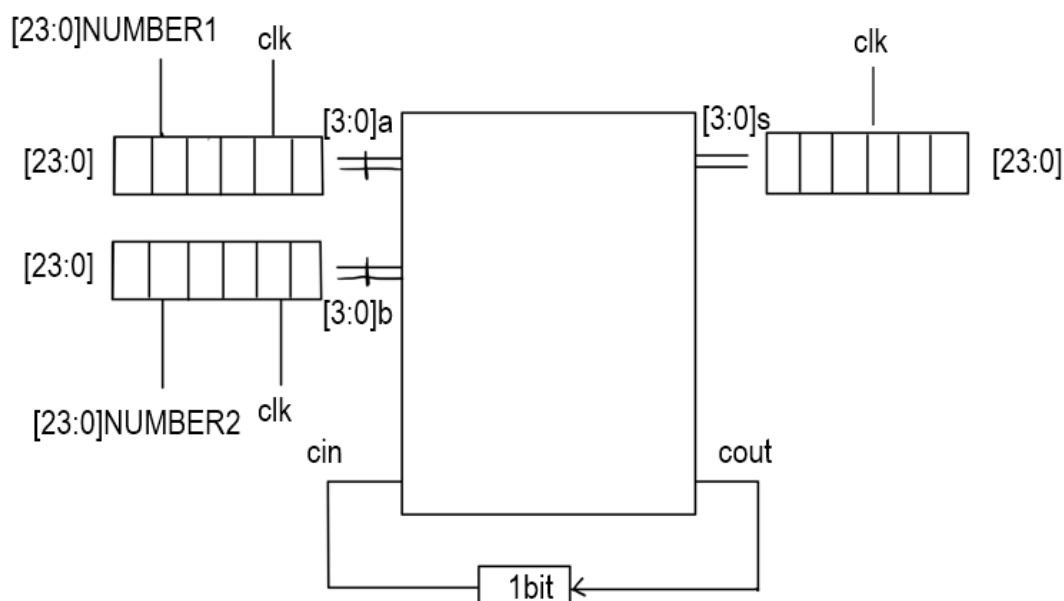 [23:0]NUMBER1
clk
clk
[3:0]a
[3:0]s
[23:0]
[23:0]
[23:0]
[3:0]b
[23:0]NUMBER2
clk
cin
cout
1bit